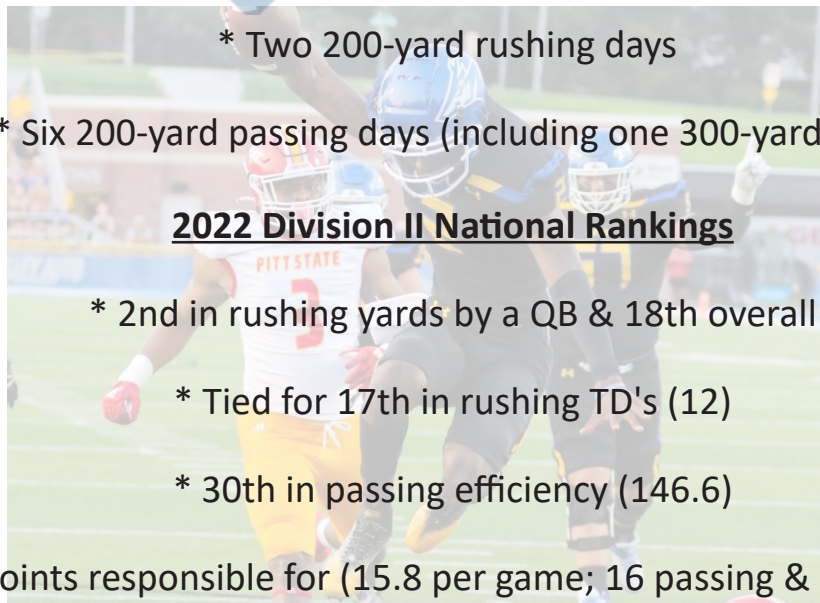 * Two 200-yard rushing days
* Six 200-yard passing days (including one 300-yard
2022 Division II National Rankings
PITT STATE
3
* 2nd in rushing yards by a QB & 18th overall
* Tied for 17th in rushing TD's (12)
* 30th in passing efficiency (146.6)
oints responsible for (15.8 per game; 16 passing &